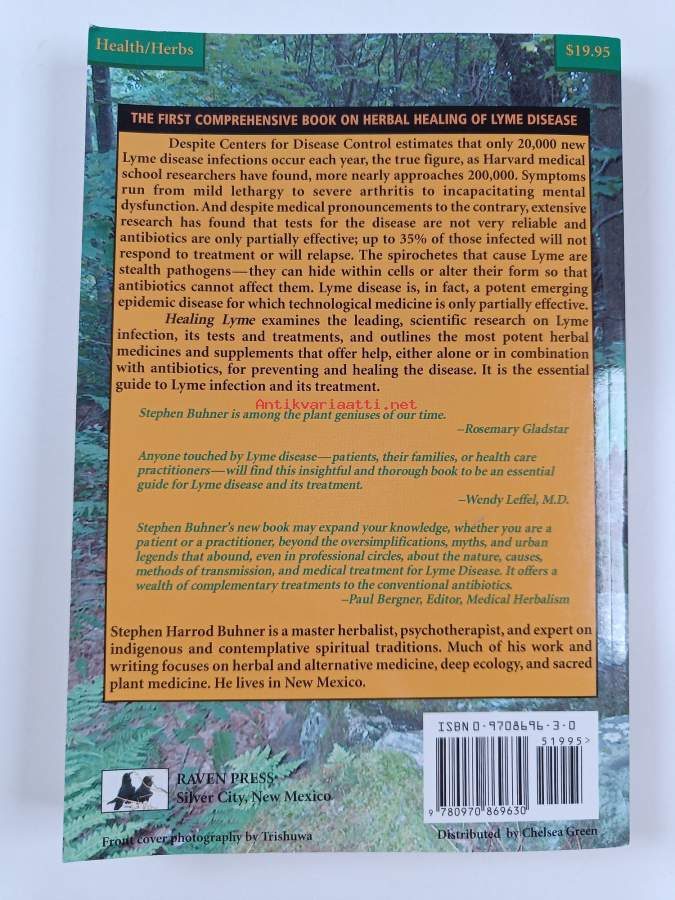 Health/Herbs
$19.95
THE FIRST COMPREHENSIVE BOOK ON HERBAL HEALING OF LYME DISEASE
Despite Centers for Disease Control estimates that only 20,000 new
Lyme disease infections occur each year, the true figure, as Harvard medical
school researchers have found, more nearly approaches 200,000. Symptoms
run from mild lethargy to severe arthritis to incapacitating mental
dysfunction. And despite medical pronouncements to the contrary, extensive
research has found that tests for the disease are not very reliable and
antibiotics are only partially effective; up to 35% of those infected will not
respond to treatment or will relapse. The spirochetes that cause Lyme are
stealth pathogens—they can hide within cells or alter their form so that
antibiotics cannot affect them. Lyme disease is, in fact, a potent emerging
epidemic disease for which technological medicine is only partially effective.
Healing Lyme examines the leading, scientific research on Lyme
infection, its tests and treatments, and outlines the most potent herbal
medicines and supplements that offer help, either alone or in combination
with antibiotics, for preventing and healing the disease. It is the essential
guide to Lyme infection and its treatment.
Antikvariaatti.net
Stephen Buhner is among the plant geniuses of our time.
–Rosemary Gladstar
Anyone touched by Lyme disease—patients, their families, or health care
practitioners—will find this insightful and thorough book to be an essential
guide for Lyme disease and its treatment.
–Wendy Leffel, M.D.
Stephen Buhner's new book may expand your knowledge, whether you are a
patient or a practitioner, beyond the oversimplifications, myths, and urban
legends that abound, even in professional circles, about the nature, causes,
methods of transmission, and medical treatment for Lyme Disease. It offers a
wealth of complementary treatments to the conventional antibiotics.
–Paul Bergner, Editor, Medical Herbalism
Stephen Harrod Buhner is a master herbalist, psychotherapist, and expert on
indigenous and contemplative spiritual traditions. Much of his work and
writing focuses on herbal and alternative medicine, deep ecology, and sacred
plant medicine. He lives in New Mexico.
ISBN 0-9708696-3-0
51995>
9 780970 869630
RAVEN PRESS
Silver City, New Mexico
Front cover photography by Trishuwa
Distributed by Chelsea Green